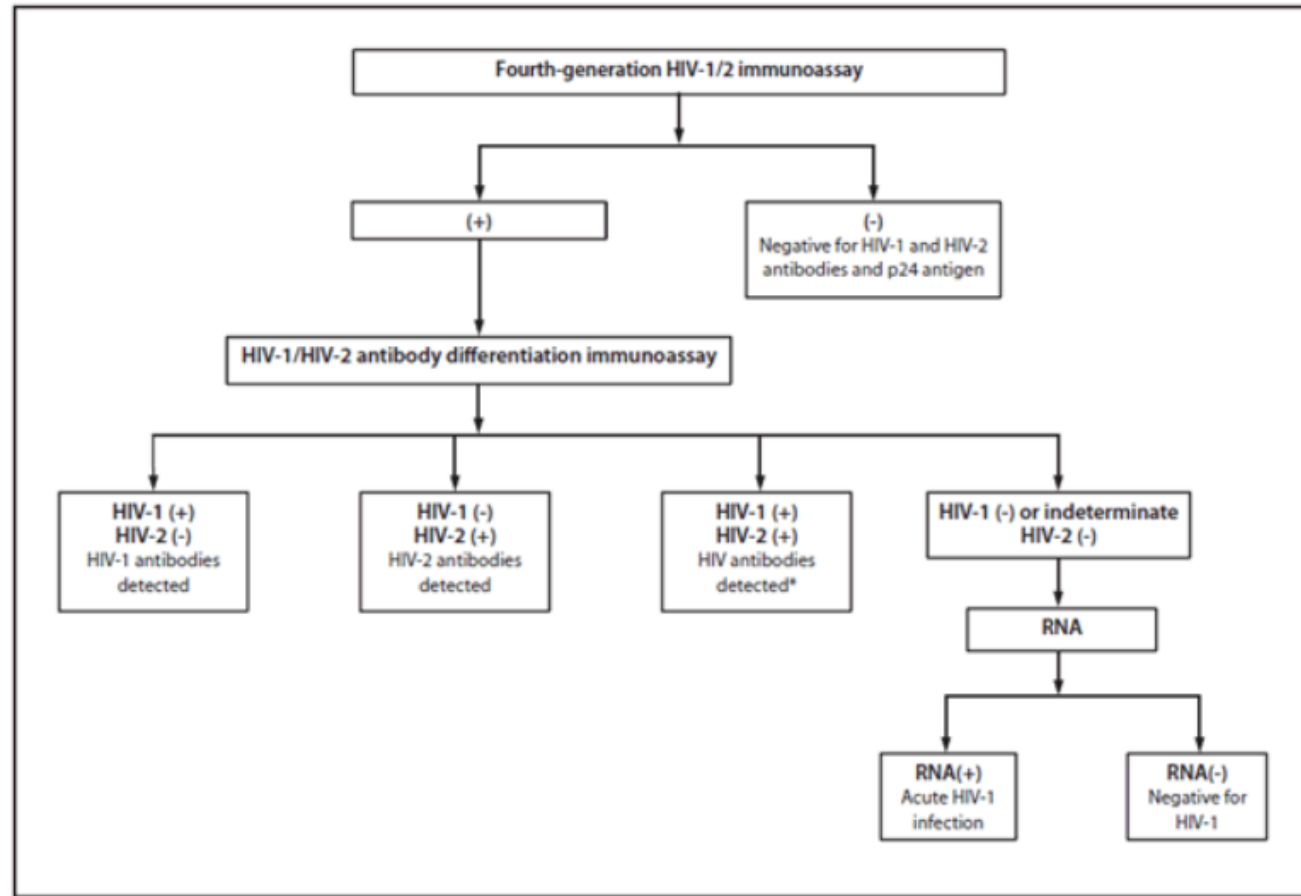 Fourth-generation HIV-1/2 immunoassay
(+)
(-)
Negative for HIV-1 and HIV-2
antibodies and p24 antigen
HIV-1/HIV-2 antibody differentiation immunoassay
HIV-1 (+)
HIV-2 (-)
HIV-1 antibodies
detected
HIV-1 (-)
HIV-2 (+)
HIV-2 antibodies
detected
HIV-1 (+)
HIV-2 (+)
HIV antibodies
detected*
HIV-1 (-) or indeterminate
HIV-2 (-)
RNA
RNA(+)
Acute HIV-1
infection
RNA(-)
Negative for
HIV-1